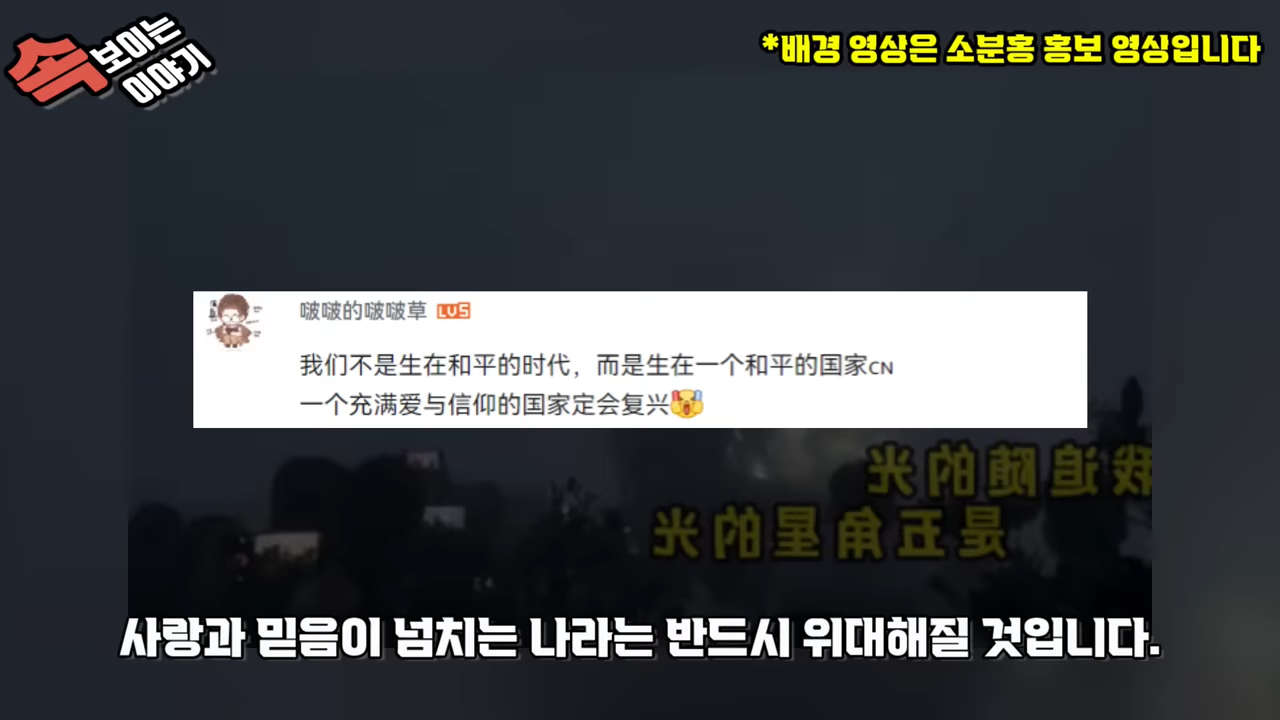 속
보이는
이야기
*배경 영상은 소분홍 홍보 영상입니다
啵啵的啵啵草 LV5
我们不是生在和平的时代，而是生在一个和平的国家CN
一个充满爱与信仰的国家定会复兴
我追随的光
是五角星的光
사랑과 믿음이 넘치는 나라는 반드시 위대해질 것입니다.